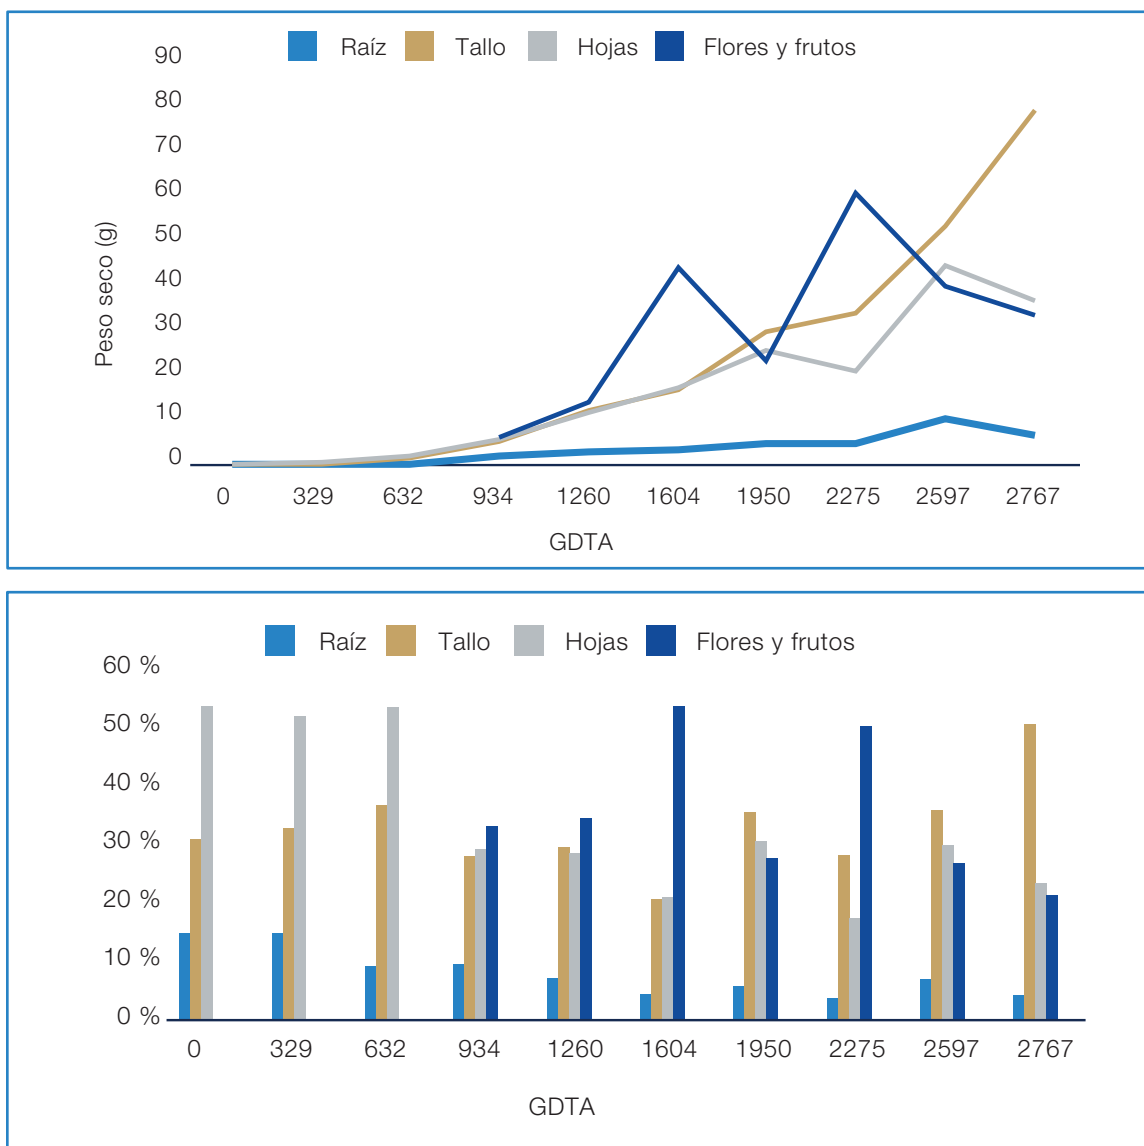 Raíz Tallo Hojas Flores y frutos
90
80
70
60
50
40
30
20
10
0
Peso seco (g)
0 329 632 934 1260 1604 1950 2275 2597 2767
GDTA
Raíz Tallo Hojas Flores y frutos
60 %
50 %
40 %
30 %
20 %
10 %
0 %
0 329 632 934 1260 1604 1950 2275 2597 2767
GDTA